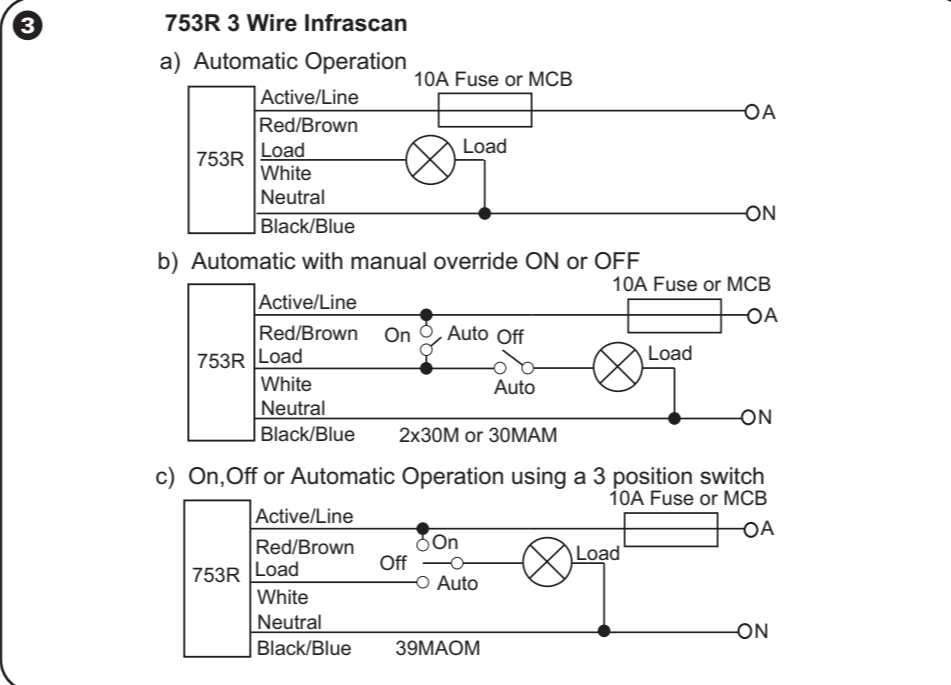 3
753R 3 Wire Infrascan
a) Automatic Operation
10A Fuse or MCB
Active/Line
A
Red/Brown
Load
Load
753R
White
Neutral
N
Black/Blue
b) Automatic with manual override ON or OFF
10A Fuse or MCB
Active/Line
A
Red/Brown
On
Auto
Off
753R
Load
Load
White
Auto
Neutral
N
Black/Blue
2x30M or 30MAM
c) On,Off or Automatic Operation using a 3 position switch
10A Fuse or MCB
Active/Line
A
Red/Brown
On
Load
Off
Load
753R
Auto
White
Neutral
N
Black/Blue
39MAOM